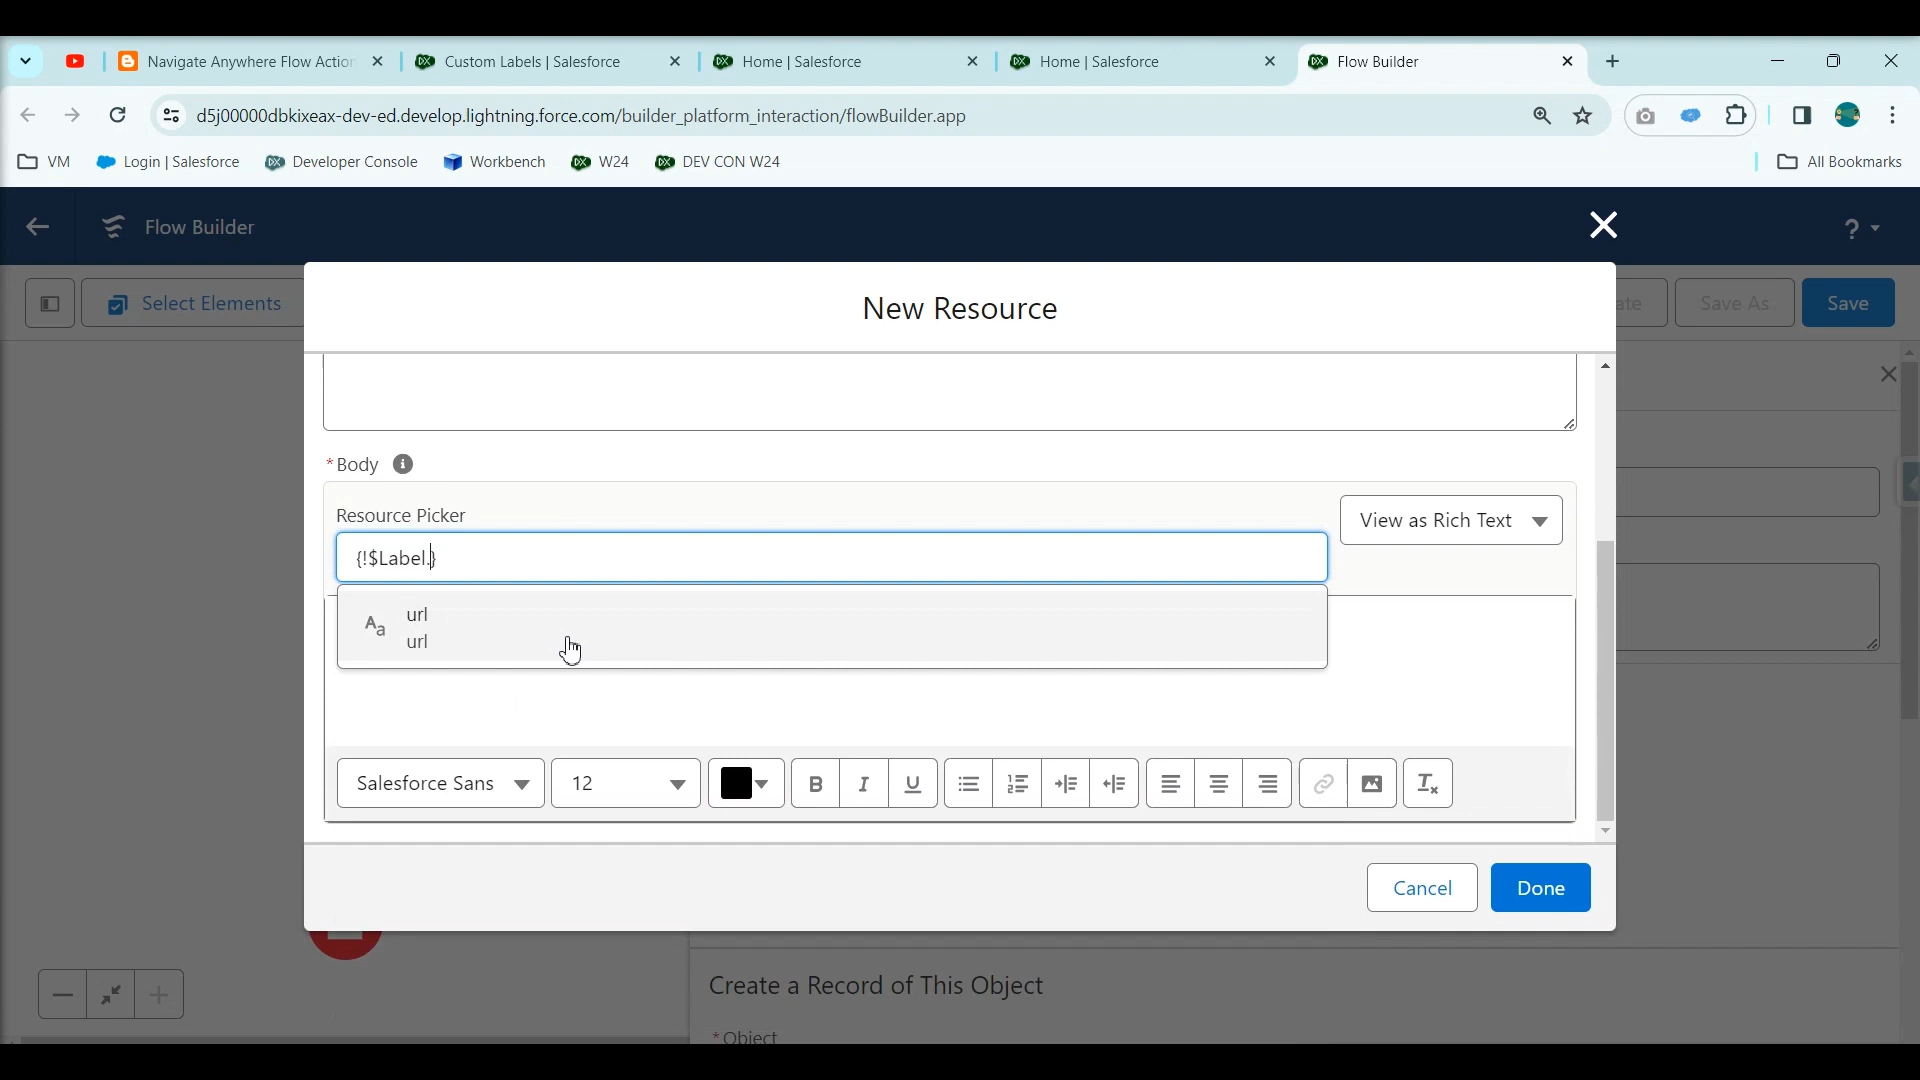 Navigate Anywhere Flow Action
Custom Labels | Salesforce
Home | Salesforce
Home | Salesforce
Flow Builder
d5j00000dbkixeax-dev-ed.develop.lightning.force.com/builder_platform_interaction/flowBuilder.app
VM
Login | Salesforce
Developer Console
Workbench
W24
DEV CON W24
All Bookmarks
Flow Builder
?
Select Elements
Save As
Save
New Resource
*Body
Resource Picker
View as Rich Text
{!$Label.}
Aa
url
url
Salesforce Sans
12
B I U
Cancel
Done
Create a Record of This Object
*Object